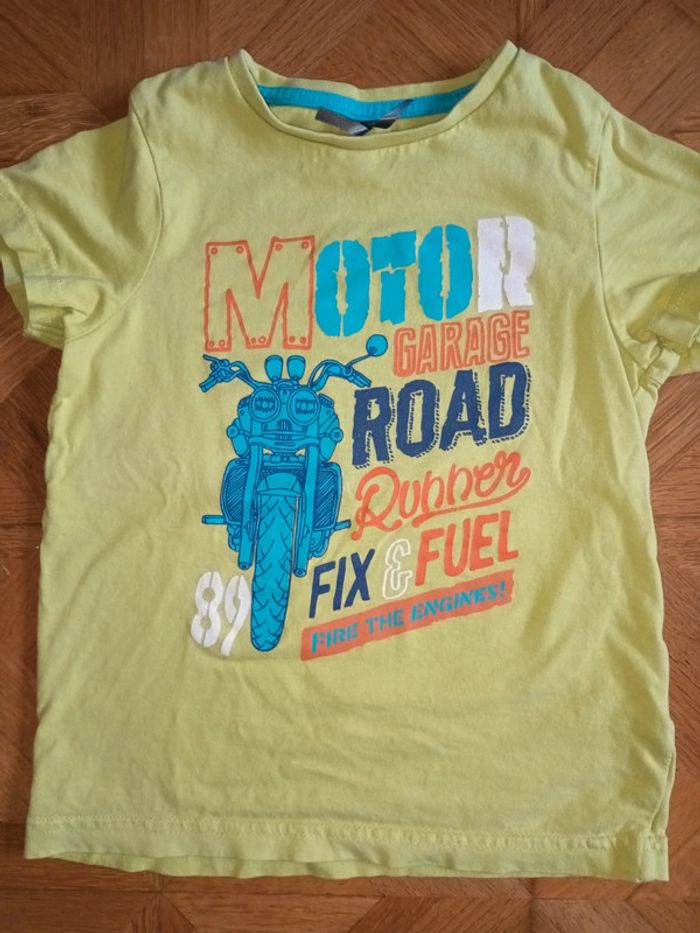 MOTOR
GARAGE
ROAD
Runner
FIX & FUEL
89
FIRE THE ENGINES!